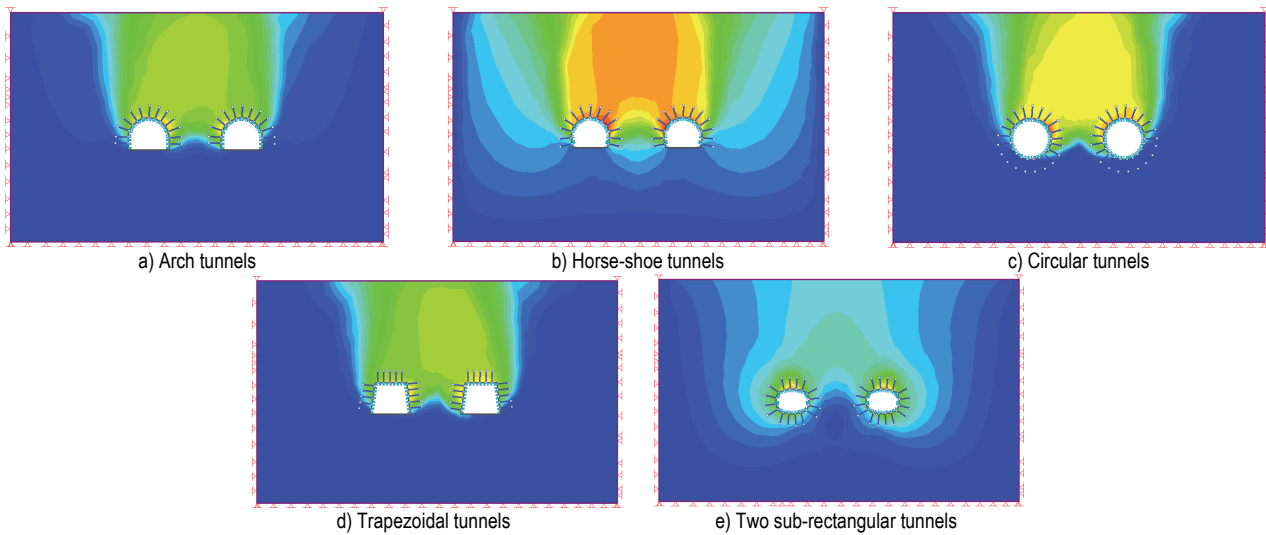 a) Arch tunnels
b) Horse-shoe tunnels
c) Circular tunnels
d) Trapezoidal tunnels
e) Two sub-rectangular tunnels